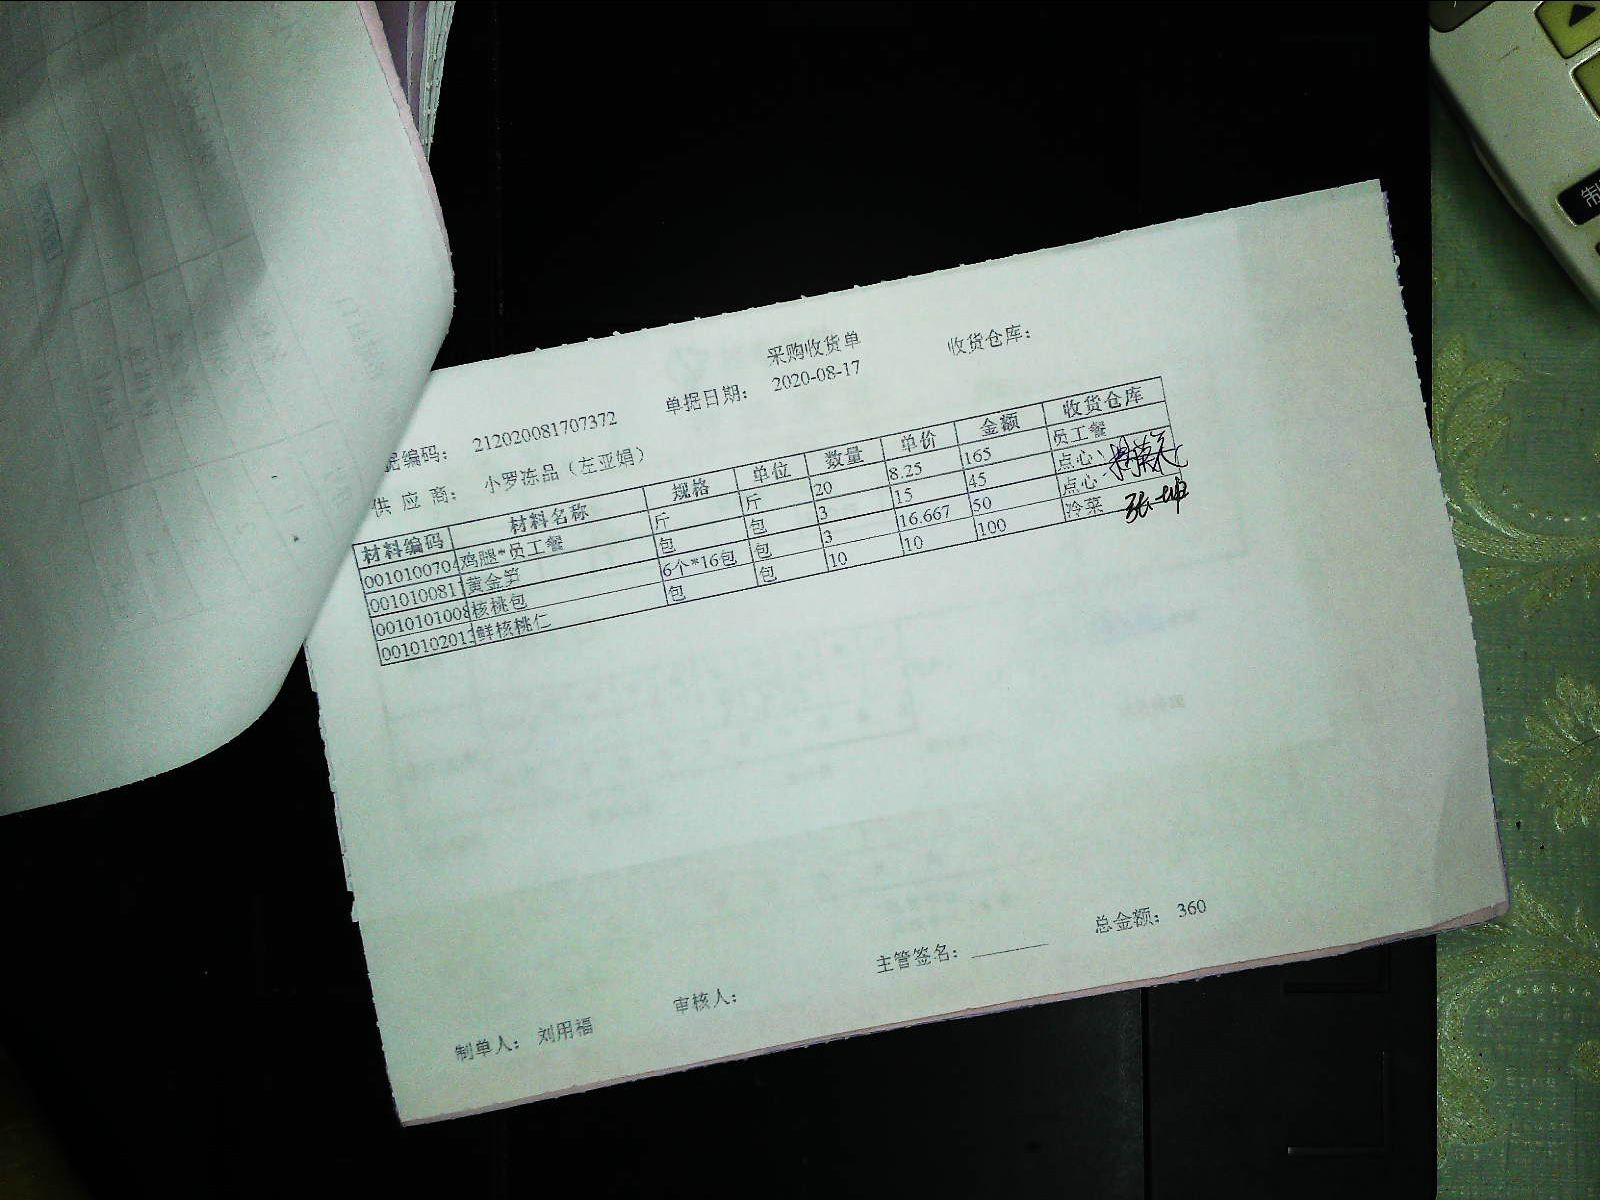 采购收货单
据编码： 212020081707372 单据日期： 2020-08-17 收货仓库：
供 应 商： 小罗冻品（左亚娟）
材料编码 材料名称 规格 单位 数量 单价 金额 收货仓库
001010070 鸡腿*员工餐 斤 斤 20 8.25 165 员工餐
00101008 黄金笋 包 包 3 15 45 点心
0010101008 核桃包 6个*16包 包 3 16.667 50 点心
001010201 鲜核桃仁 包 包 10 10 100 冷菜
总金额： 360
主管签名：
审核人：
制单人： 刘用福